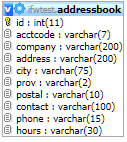 ifwtest.addressbook
id : int(11)
acctcode : varchar(7)
company : varchar(200)
address : varchar(200)
city : varchar(75)
prov : varchar(2)
postal : varchar(10)
contact : varchar(100)
phone : varchar(15)
hours : varchar(30)